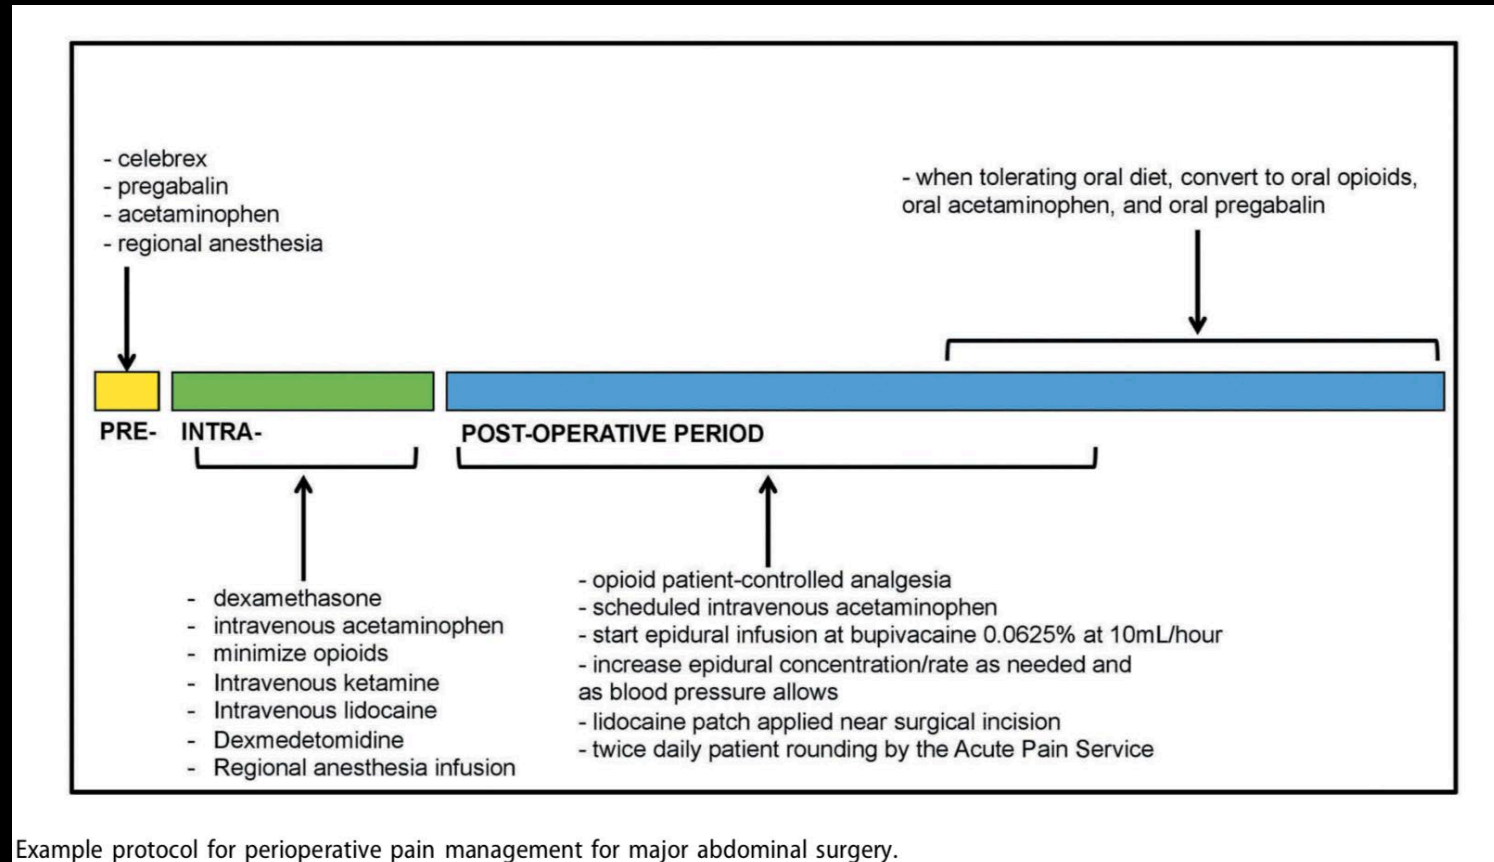 - celebrex
- pregabalin
- acetaminophen
- regional anesthesia
- when tolerating oral diet, convert to oral opioids,
oral acetaminophen, and oral pregabalin
PRE-
INTRA-
POST-OPERATIVE PERIOD
- dexamethasone
- intravenous acetaminophen
- minimize opioids
- Intravenous ketamine
- Intravenous lidocaine
- Dexmedetomidine
- Regional anesthesia infusion
- opioid patient-controlled analgesia
- scheduled intravenous acetaminophen
- start epidural infusion at bupivacaine 0.0625% at 10mL/hour
- increase epidural concentration/rate as needed and
as blood pressure allows
- lidocaine patch applied near surgical incision
- twice daily patient rounding by the Acute Pain Service
Example protocol for perioperative pain management for major abdominal surgery.